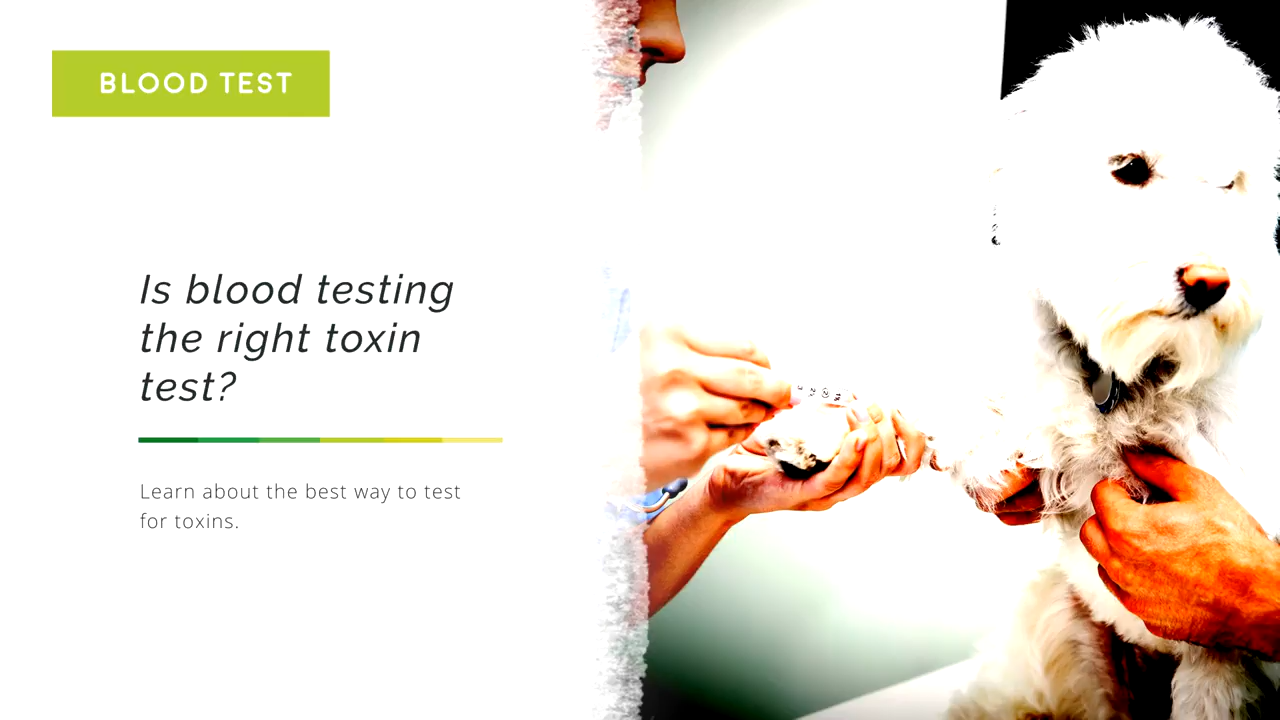 BLOOD TEST
Is blood testing
the right toxin
test?
Learn about the best way to test
for toxins.